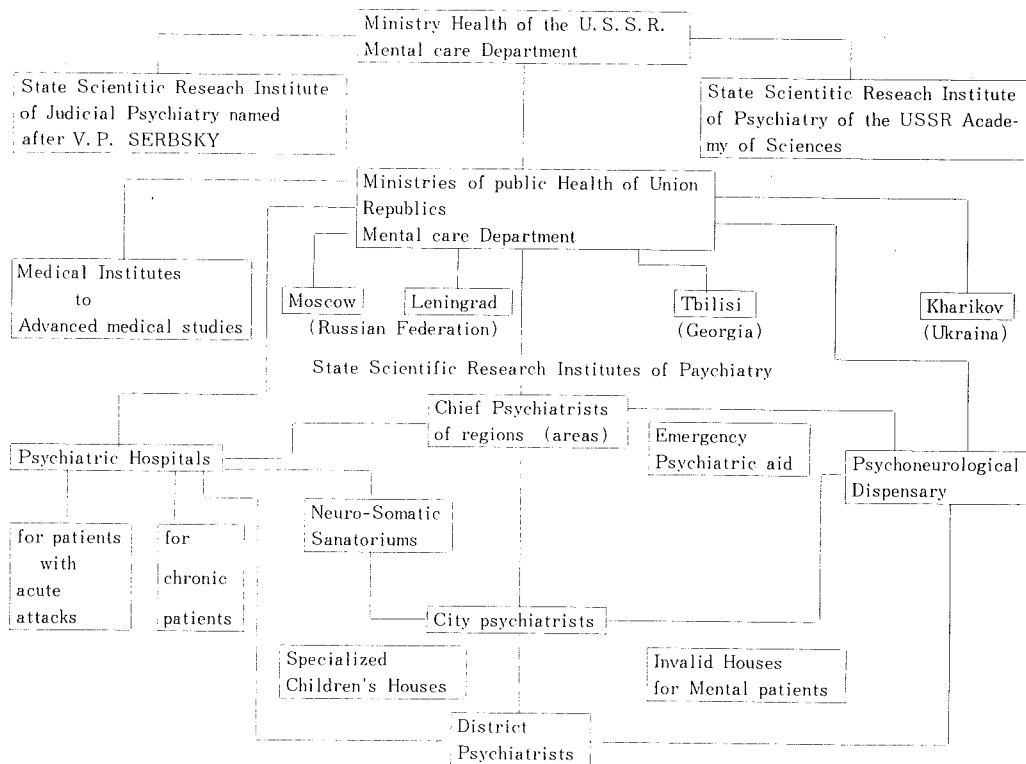 Ministry Health of the U.S.S.R.
Mental care Department
State Scientitic Reseach Institute
of Judicial Psychiatry named
after V.P. SERBSKY
State Scientitic Reseach Institute
of Psychiatry of the USSR Acade-
my of Sciences
Ministries of public Health of Union
Republics
Mental care Department
Medical Institutes
to
Advanced medical studies
Moscow
Leningrad
(Russian Federation)
Tbilisi
(Georgia)
Kharikov
(Ukraina)
State Scientific Research Institutes of Paychiatry
Chief Psychiatrists
of regions (areas)
Emergency
Psychiatric aid
Psychiatric Hospitals
Psychoneurological
Dispensary
for patients
with
acute
attacks
for
chronic
patients
Neuro-Somatic
Sanatoriums
City psychiatrists
Specialized
Children's Houses
Invalid Houses
for Mental patients
District
Psychiatrists